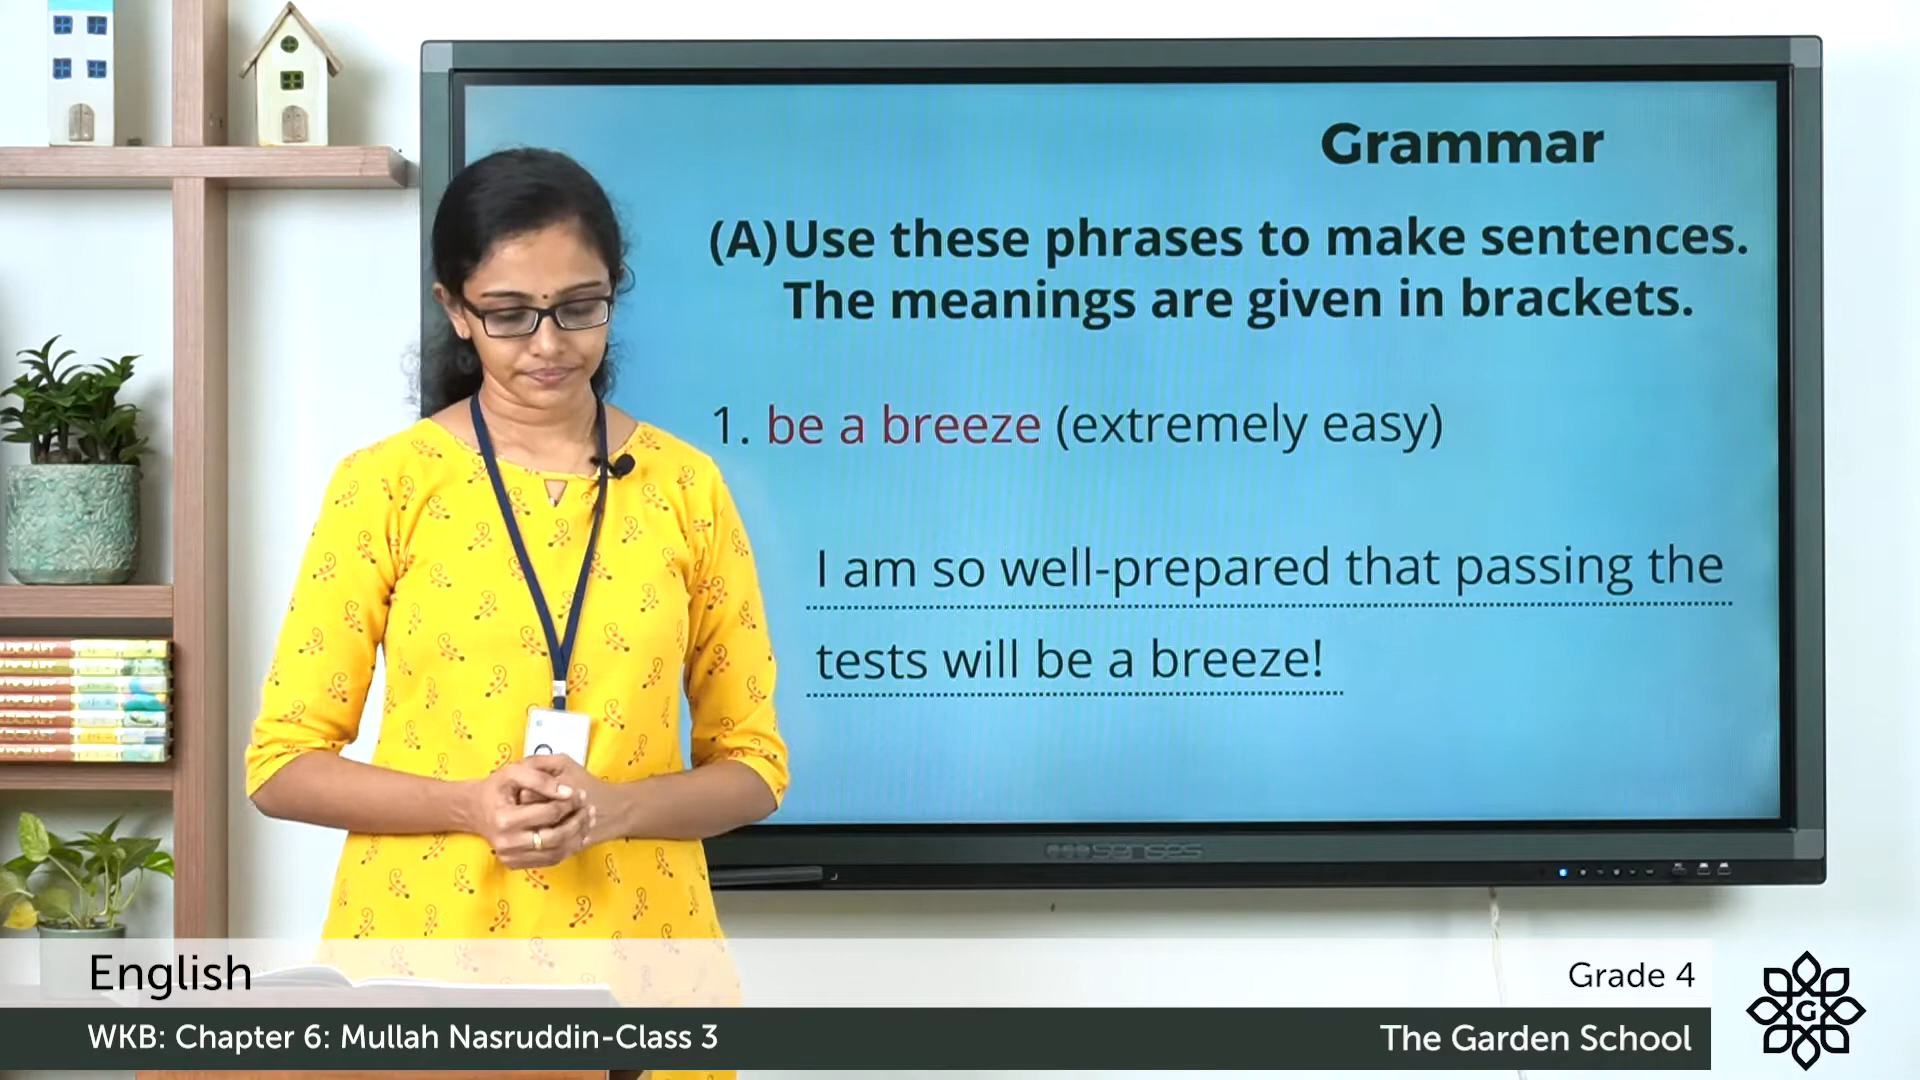 Grammar
(A) Use these phrases to make sentences.
The meanings are given in brackets.
1. be a breeze (extremely easy)
I am so well-prepared that passing the
tests will be a breeze!
senses
English
Grade 4
WKB: Chapter 6: Mullah Nasruddin-Class 3
The Garden School
G